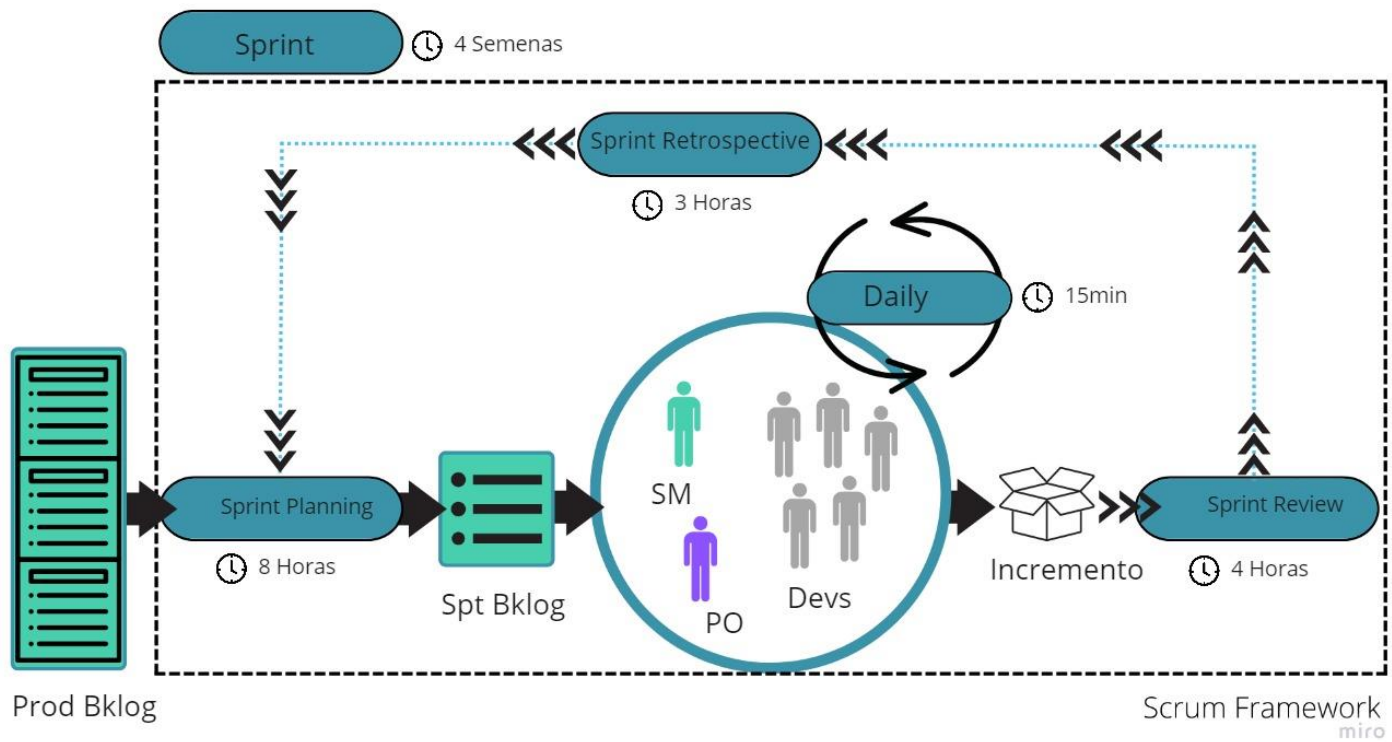 Sprint
4 Semenas
Sprint Retrospective
3 Horas
Daily
15min
SM
PO
Devs
Sprint Planning
8 Horas
Spt Bklog
Incremento
Sprint Review
4 Horas
Prod Bklog
Scrum Framework
miro